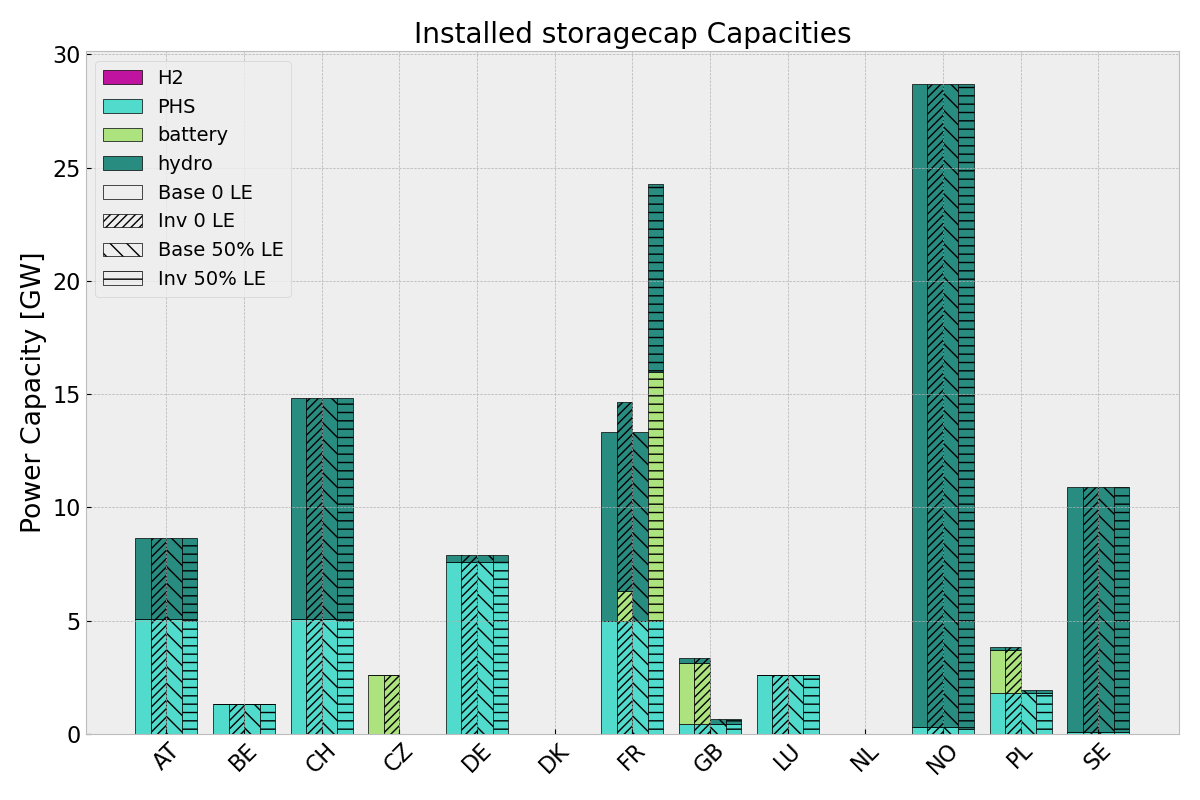 Installed storagecap Capacities
Power Capacity [GW]
30
25
20
15
10
5
0
H2
PHS
battery
hydro
Base 0 LE
Inv 0 LE
Base 50% LE
Inv 50% LE
AT BE CH CZ DE DK FR GB LU NL NO PL SE